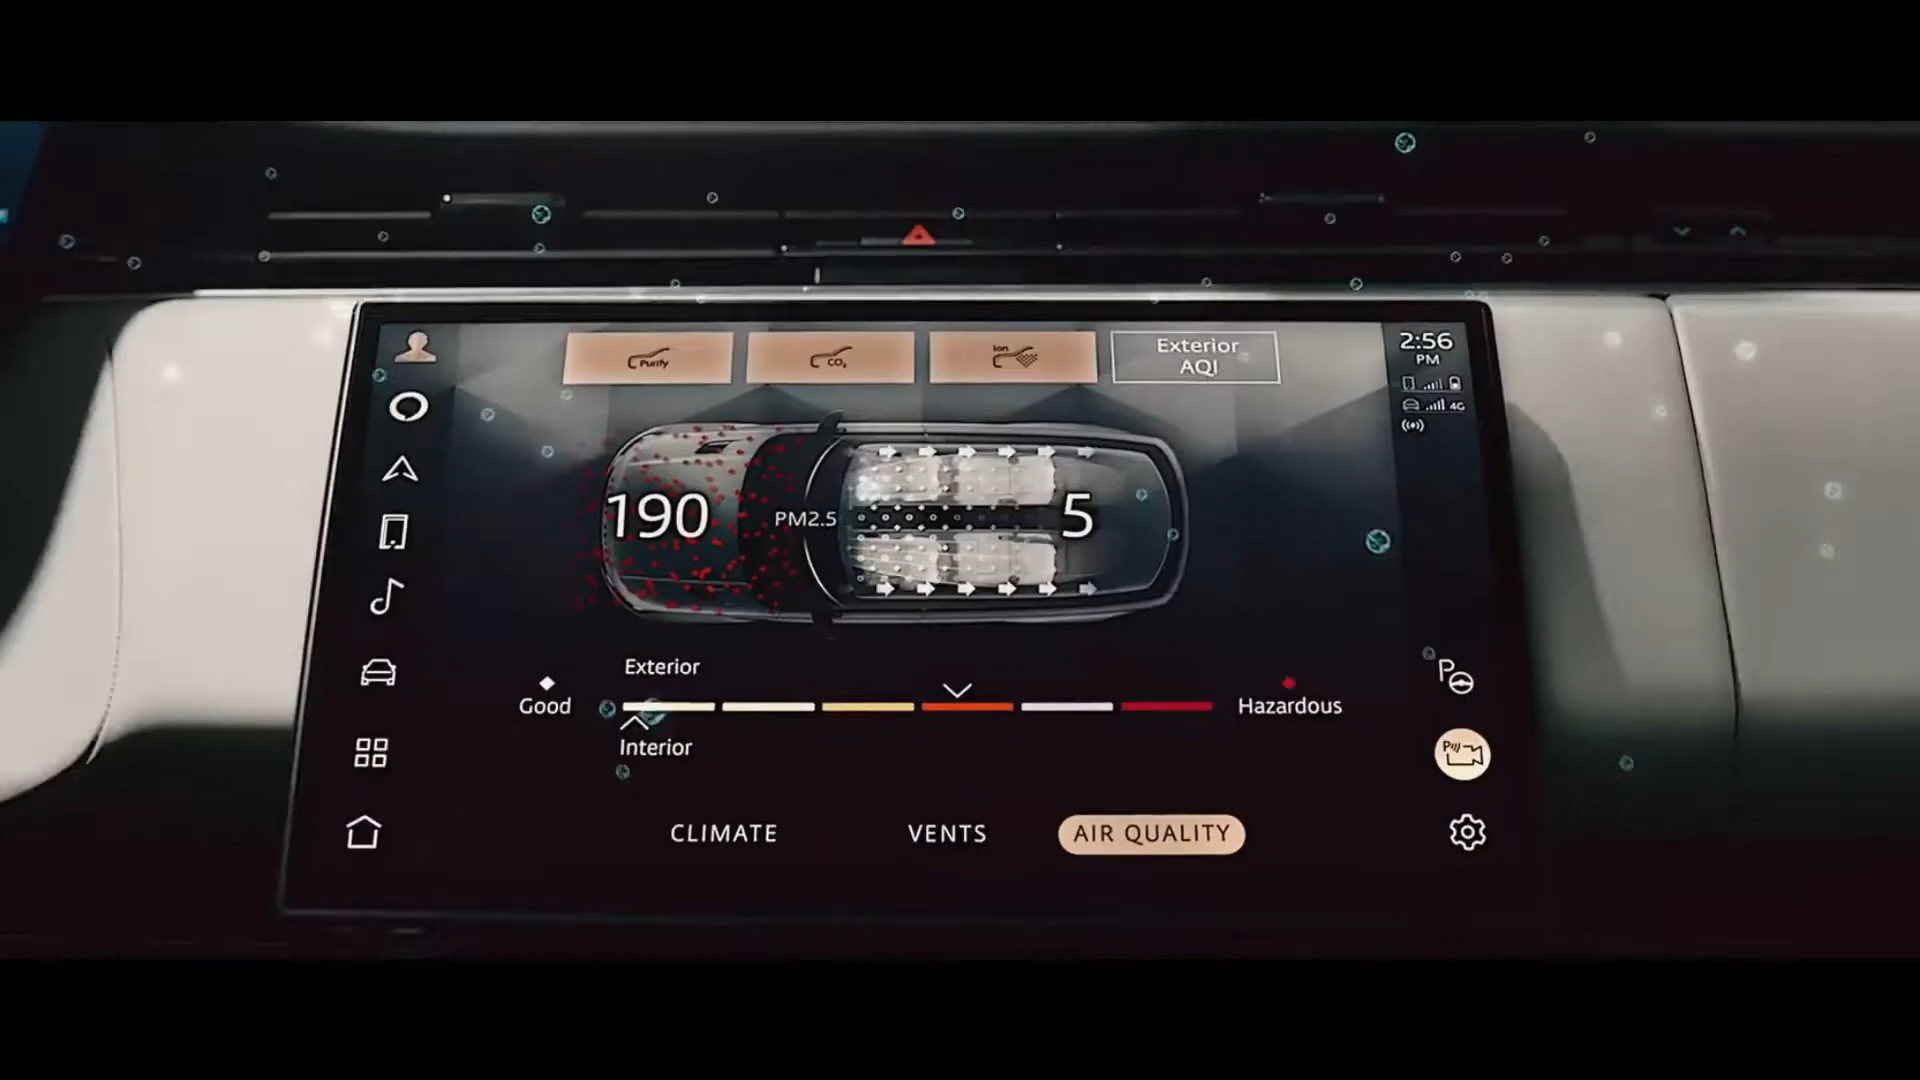 Purify
CO₂
Ion
Exterior
AQI
2:56
PM
4G
190
PM2.5
5
Exterior
Good
Hazardous
Interior
P
P
CLIMATE
VENTS
AIR QUALITY